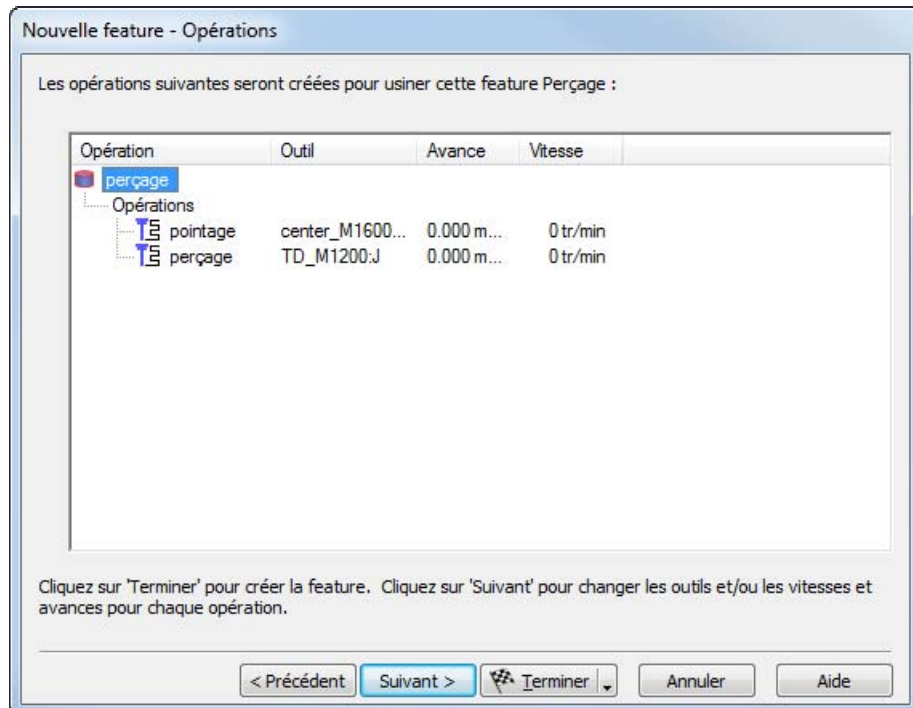 Nouvelle feature - Opérations
Les opérations suivantes seront créées pour usiner cette feature Perçage :
Opération Outil Avance Vitesse
perçage
Opérations
pointage center_M1600... 0.000 m... 0 tr/min
perçage TD_M1200:J 0.000 m... 0 tr/min
Cliquez sur 'Terminer' pour créer la feature. Cliquez sur 'Suivant' pour changer les outils et/ou les vitesses et
avances pour chaque opération.
< Précédent Suivant > Terminer Annuler Aide